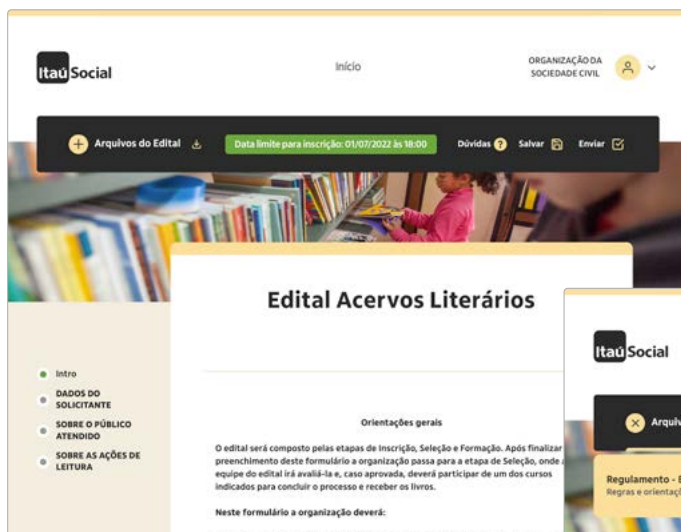 Itaú Social
Início
ORGANIZAÇÃO DA
SOCIEDADE CIVIL
Arquivos do Edital
Data limite para inscrição: 01/07/2022 às 18:00
Dúvidas ?
Salvar
Enviar
Edital Acervos Literários
Intro
DADOS DO
SOLICITANTE
SOBRE O PÚBLICO
ATENDIDO
SOBRE AS AÇÕES DE
LEITURA
Orientações gerais
O edital será composto pelas etapas de Inscrição, Seleção e Formação. Após finalizar
preenchimento deste formulário a organização passa para a etapa de Seleção, onde
equipe do edital irá avaliá-la e, caso aprovada, deverá participar de um dos cursos
indicados para concluir o processo e receber os livros.
Neste formulário a organização deverá:
Itaú Social
Arquiv
Regulamento - E
Regras e orientaç